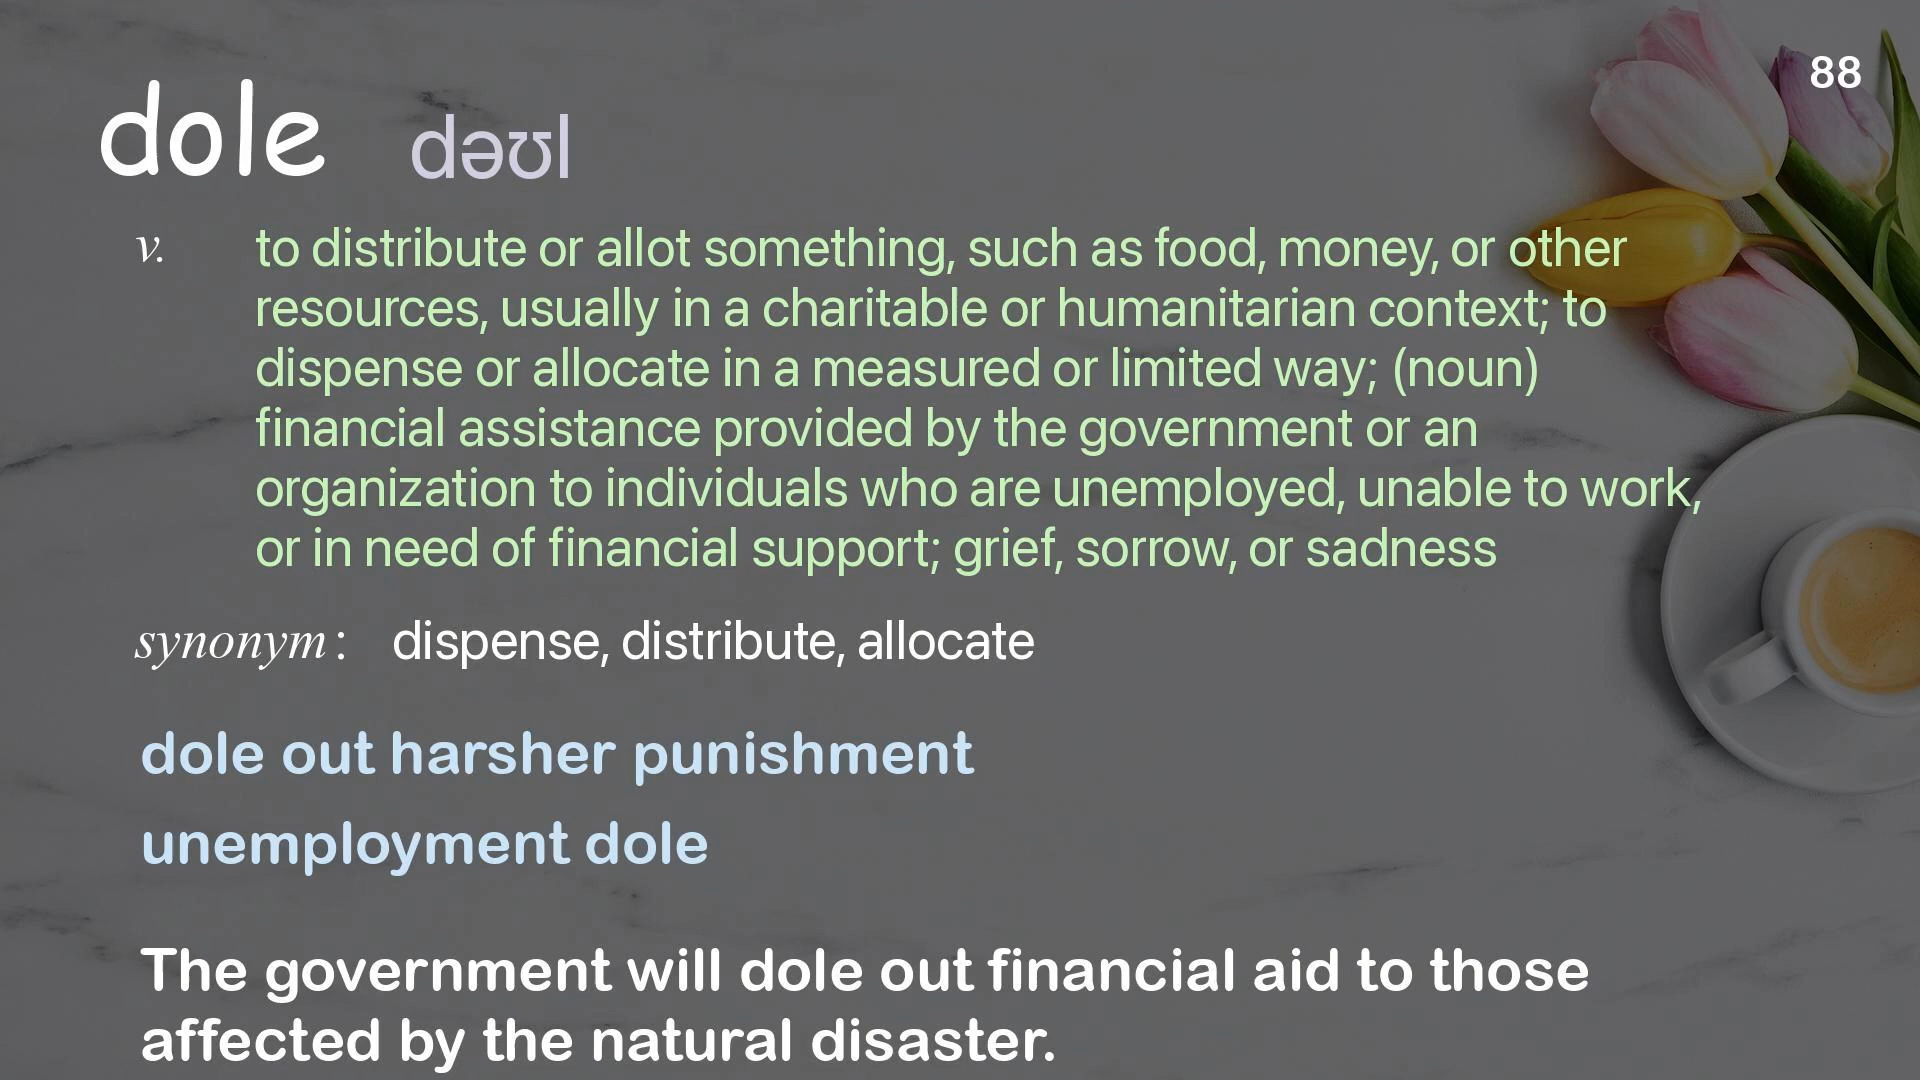 88
dole dəʊl
v. to distribute or allot something, such as food, money, or other
resources, usually in a charitable or humanitarian context; to
dispense or allocate in a measured or limited way; (noun)
financial assistance provided by the government or an
organization to individuals who are unemployed, unable to work,
or in need of financial support; grief, sorrow, or sadness
synonym: dispense, distribute, allocate
dole out harsher punishment
unemployment dole
The government will dole out financial aid to those
affected by the natural disaster.